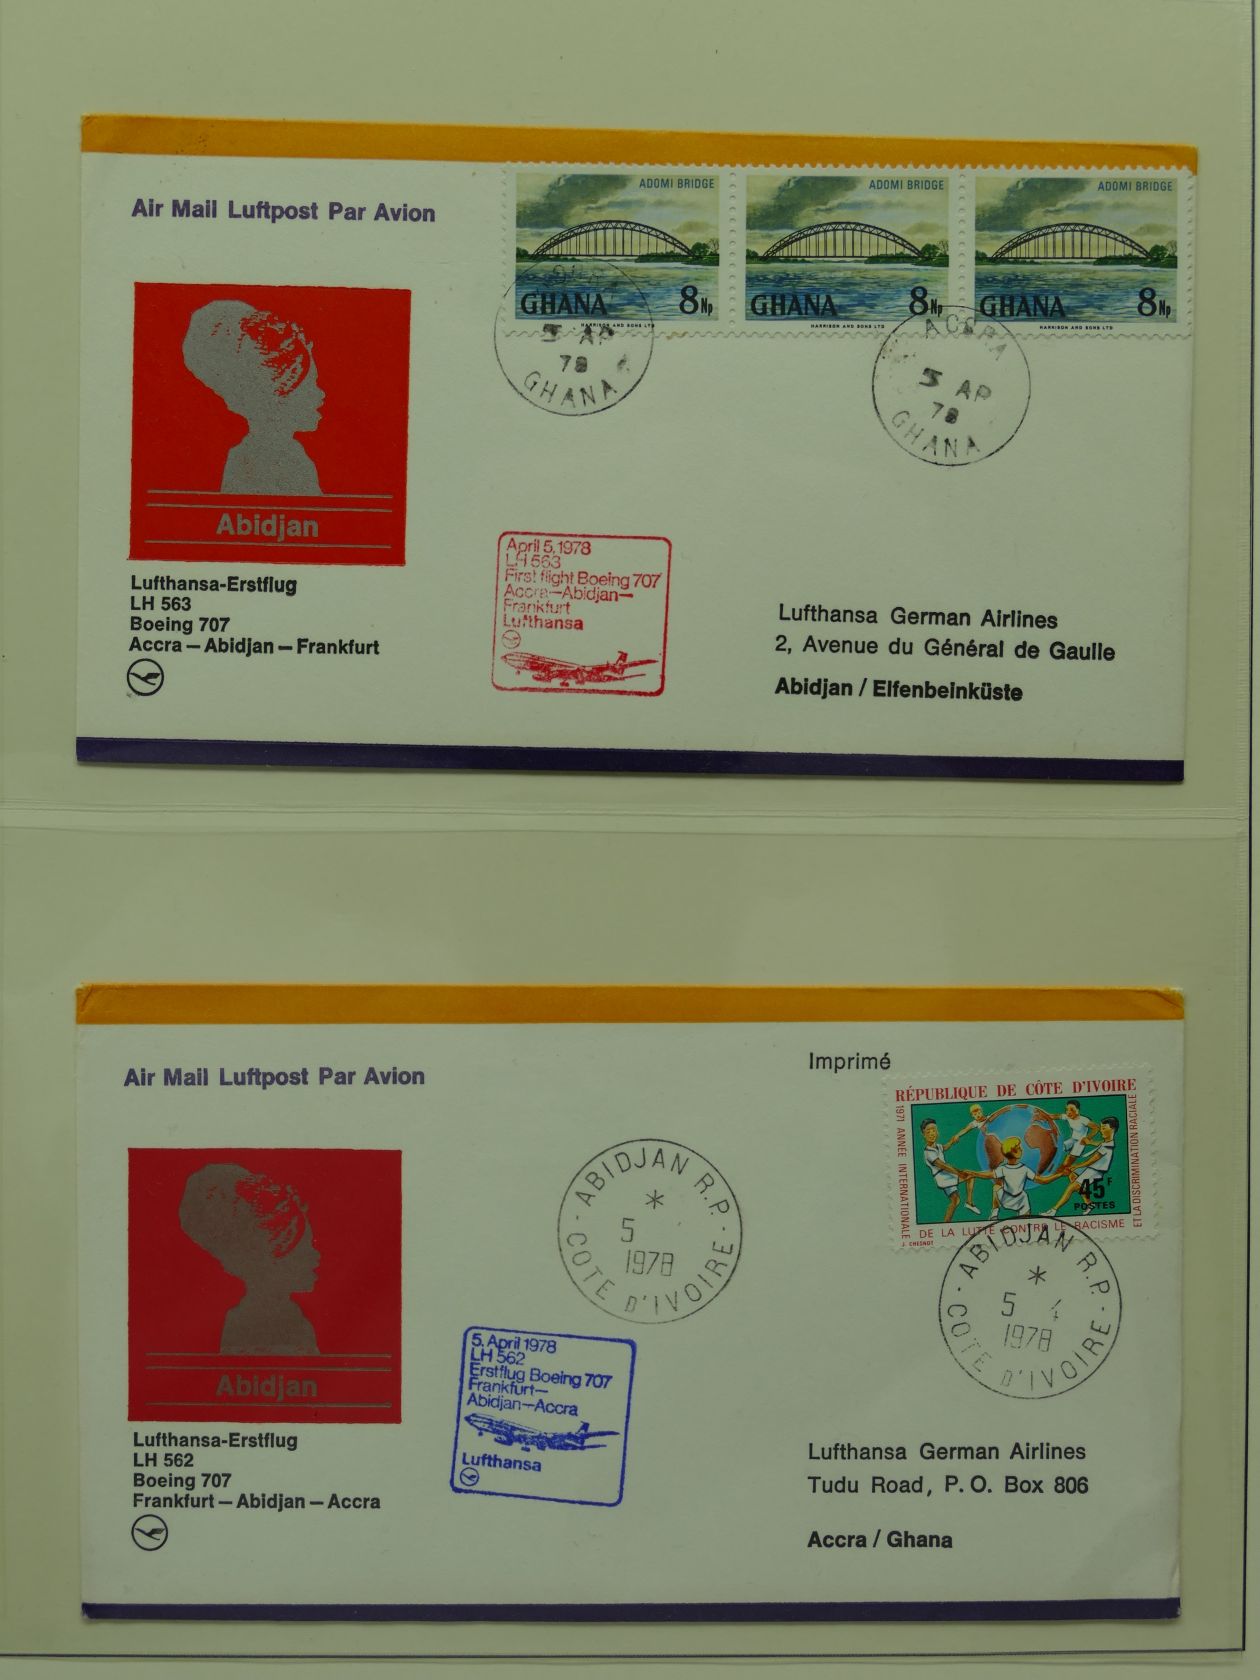 Air Mail Luftpost Par Avion
ADOMI BRIDGE
GHANA 8Np
HARRISON AND SONS LTD
ADOMI BRIDGE
GHANA 8Np
HARRISON AND SONS LTD
ADOMI BRIDGE
GHANA 8Np
HARRISON AND SONS LTD
5 AP
78
GHANA
ACCRA
5 AP
78
GHANA
Abidjan
Lufthansa-Erstflug
LH 563
Boeing 707
Accra – Abidjan – Frankfurt
April 5, 1978
LH 563
First flight Boeing 707
Accra–Abidjan–
Frankfurt
Lufthansa
Lufthansa German Airlines
2, Avenue du Général de Gaulle
Abidjan / Elfenbeinküste
Air Mail Luftpost Par Avion
Imprimé
RÉPUBLIQUE DE CÔTE D'IVOIRE
1971 ANNÉE INTERNATIONALE
DE LA LUTTE CONTRE LE RACISME
ET LA DISCRIMINATION RACIALE
45F
POSTES
J. CHESNOT
ABIDJAN R.P.
*
5
1978
COTE D'IVOIRE
ABIDJAN R.P.
*
5 4
1978
COTE D'IVOIRE
Abidjan
Lufthansa-Erstflug
LH 562
Boeing 707
Frankfurt – Abidjan – Accra
5. April 1978
LH 562
Erstflug Boeing 707
Frankfurt–
Abidjan–Accra
Lufthansa
Lufthansa German Airlines
Tudu Road, P. O. Box 806
Accra / Ghana